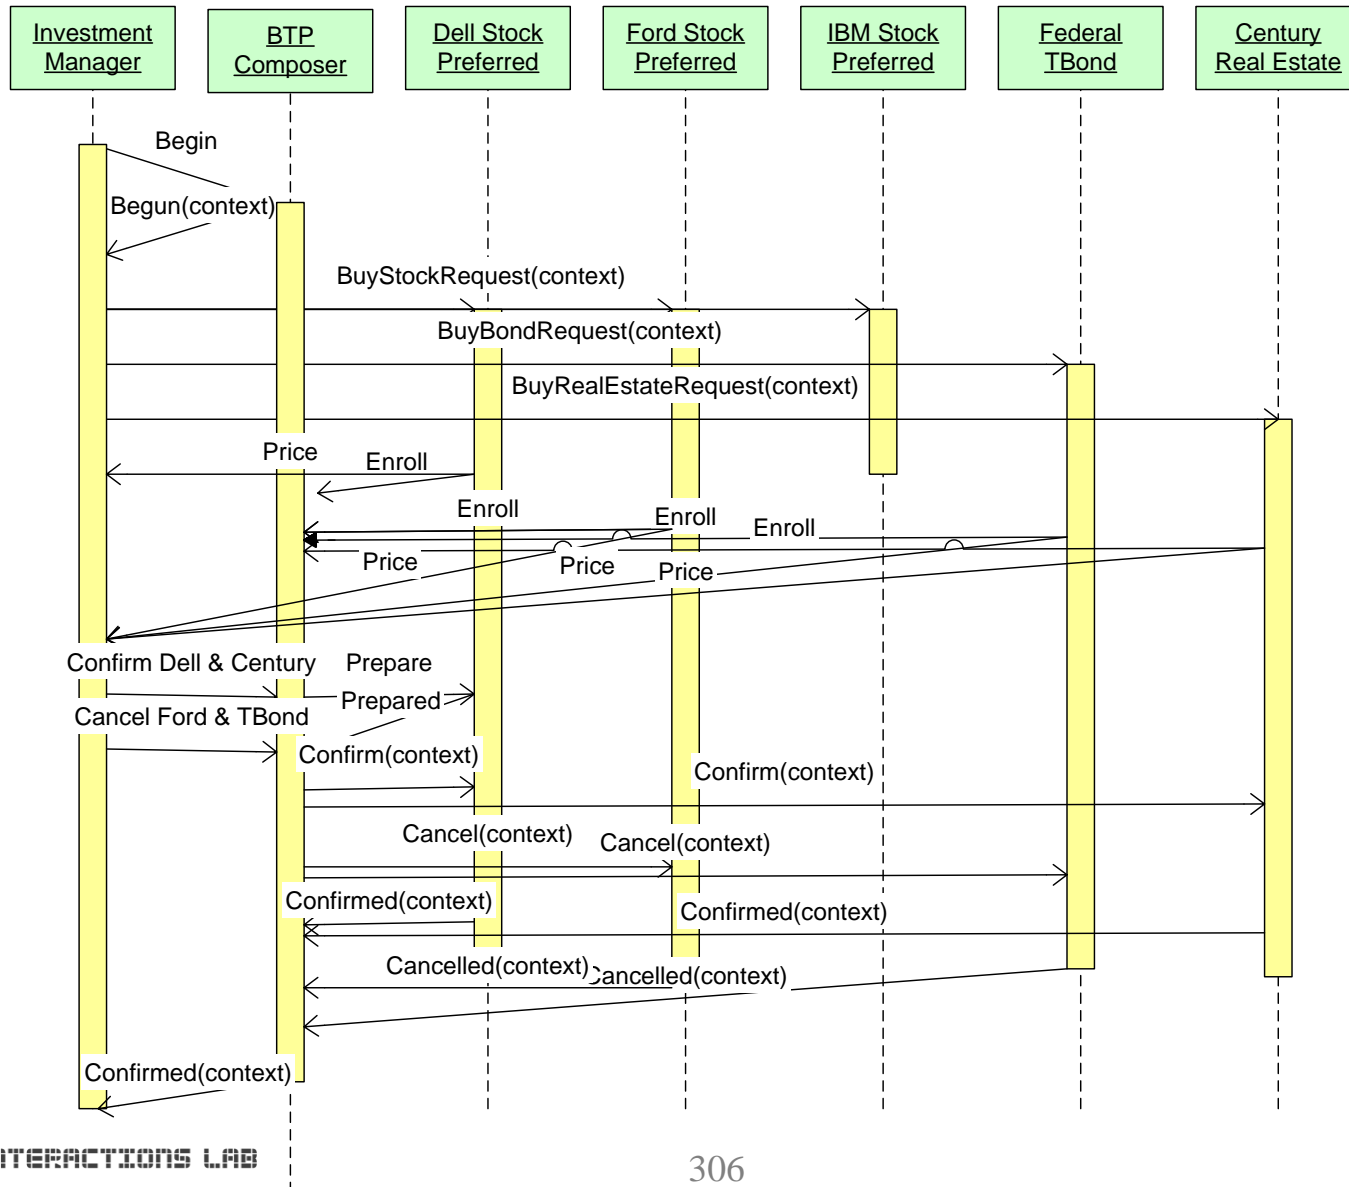 Investment
Manager
BTP
Composer
Dell Stock
Preferred
Ford Stock
Preferred
IBM Stock
Preferred
Federal
TBond
Century
Real Estate
Begin
Begun(context)
BuyStockRequest(context)
BuyBondRequest(context)
BuyRealEstateRequest(context)
Price
Enroll
Enroll
Enroll
Enroll
Price
Price
Price
Confirm Dell & Century
Prepare
Prepared
Cancel Ford & TBond
Confirm(context)
Confirm(context)
Cancel(context)
Cancel(context)
Confirmed(context)
Confirmed(context)
Cancelled(context)
Cancelled(context)
Confirmed(context)
NTERACTIONS LAB
306